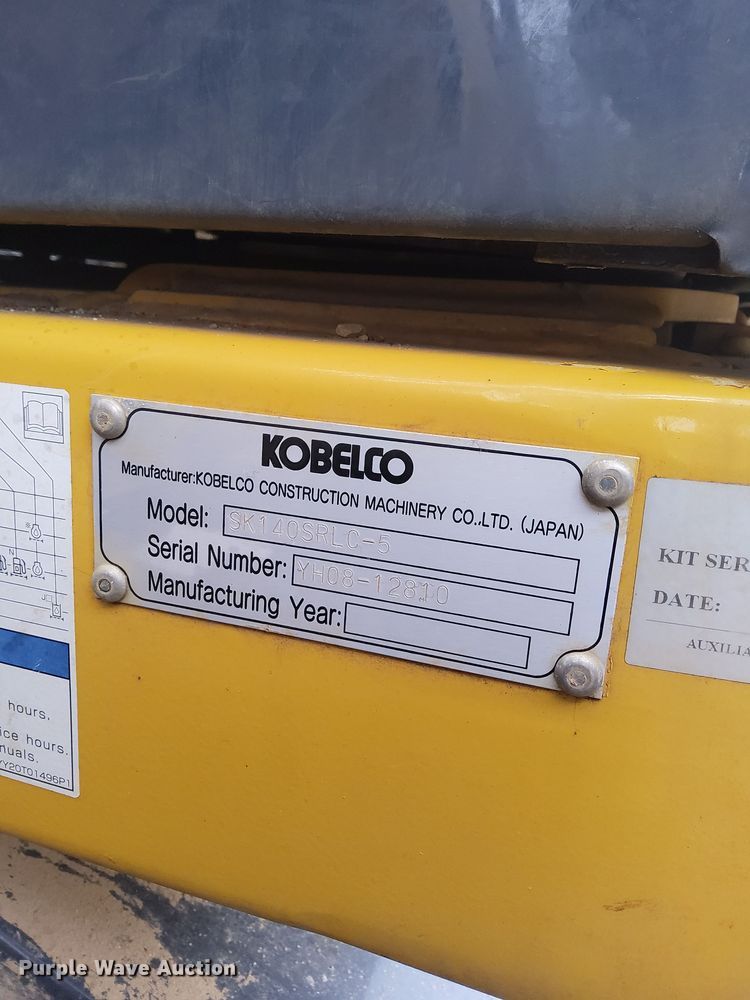 KOBELCO
Manufacturer:KOBELCO CONSTRUCTION MACHINERY CO.,LTD. (JAPAN)
Model: SK140SRLC-5
Serial Number: YH08-12810
Manufacturing Year:
KIT SER
DATE:
AUXILIA
N
hours.
ice hours.
nuals.
YY20T01496P1
Purple Wave Auction